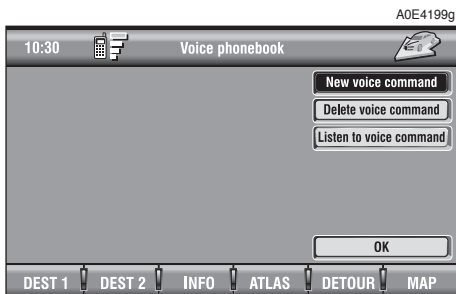 A0E4199g
10:30 Voice phonebook
New voice command
Delete voice command
Listen to voice command
OK
DEST 1 DEST 2 INFO ATLAS DETOUR MAP